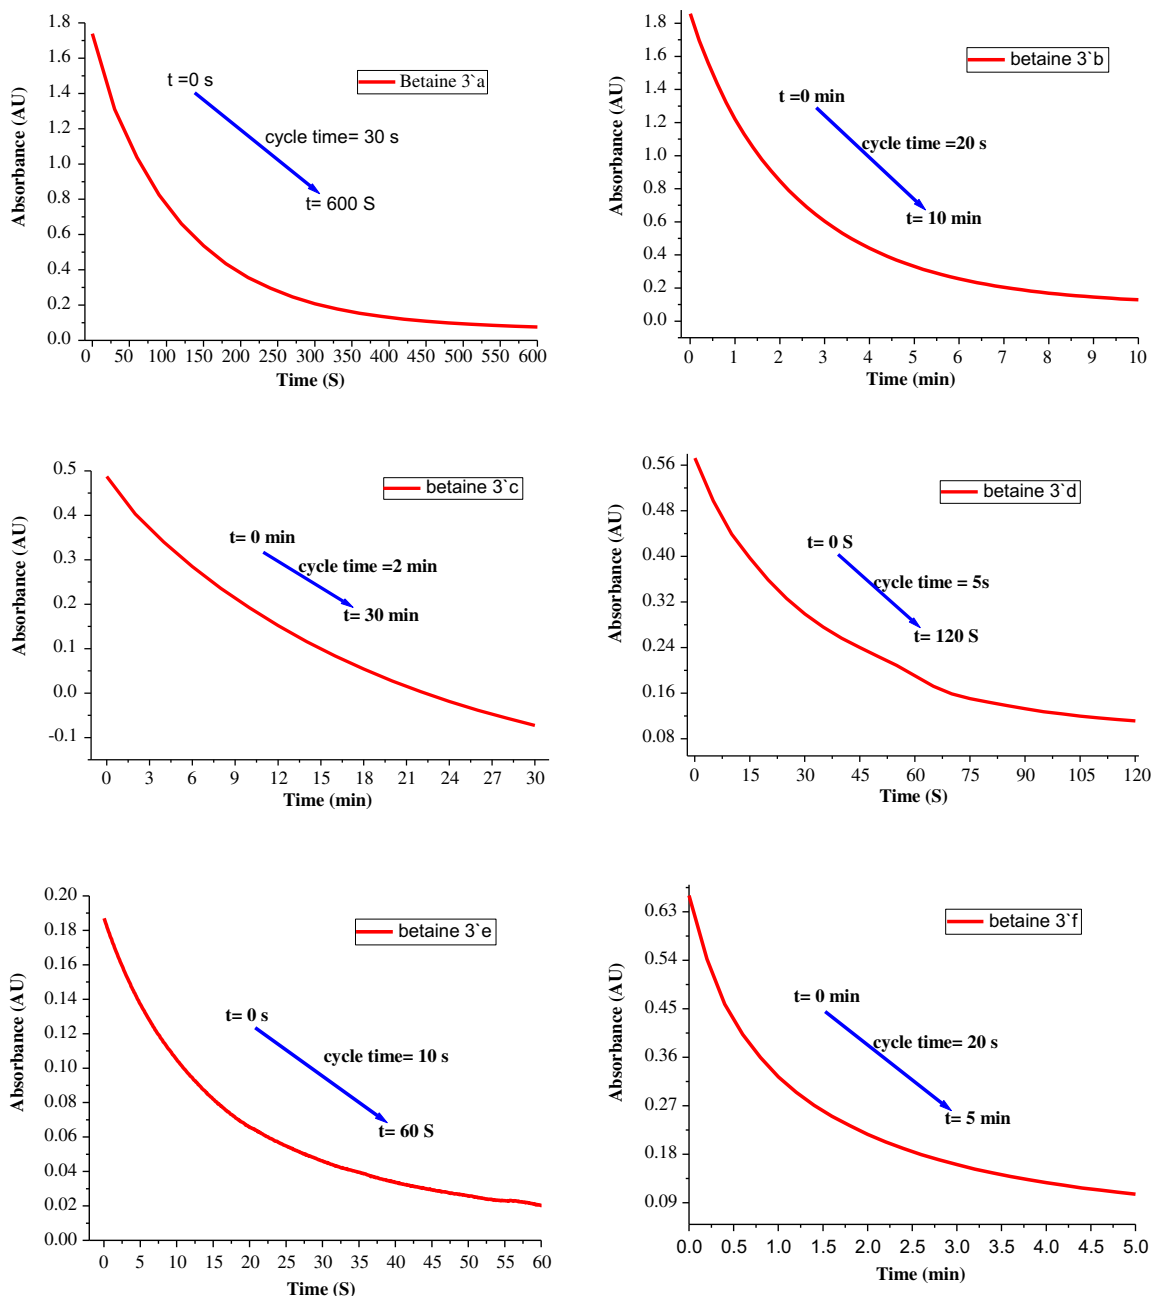 Absorbance (AU)
1.8
1.6
1.4
1.2
1.0
0.8
0.6
0.4
0.2
0.0
Betaine 3`a
t =0 s
cycle time= 30 s
t= 600 S
0 50 100 150 200 250 300 350 400 450 500 550 600
Time (S)
Absorbance (AU)
1.8
1.6
1.4
1.2
1.0
0.8
0.6
0.4
0.2
0.0
betaine 3`b
t =0 min
cycle time =20 s
t= 10 min
0 1 2 3 4 5 6 7 8 9 10
Time (min)
Absorbance (AU)
0.5
0.4
0.3
0.2
0.1
0.0
-0.1
betaine 3`c
t= 0 min
cycle time =2 min
t= 30 min
0 3 6 9 12 15 18 21 24 27 30
Time (min)
Absorbance (AU)
0.56
0.48
0.40
0.32
0.24
0.16
0.08
betaine 3`d
t= 0 S
cycle time = 5s
t= 120 S
0 15 30 45 60 75 90 105 120
Time (S)
Absorbance (AU)
0.20
0.18
0.16
0.14
0.12
0.10
0.08
0.06
0.04
0.02
0.00
betaine 3`e
t= 0 s
cycle time= 10 s
t= 60 S
0 5 10 15 20 25 30 35 40 45 50 55 60
Time (S)
Absorbance (AU)
0.63
0.54
0.45
0.36
0.27
0.18
0.09
betaine 3`f
t= 0 min
cycle time= 20 s
t= 5 min
0.0 0.5 1.0 1.5 2.0 2.5 3.0 3.5 4.0 4.5 5.0
Time (min)